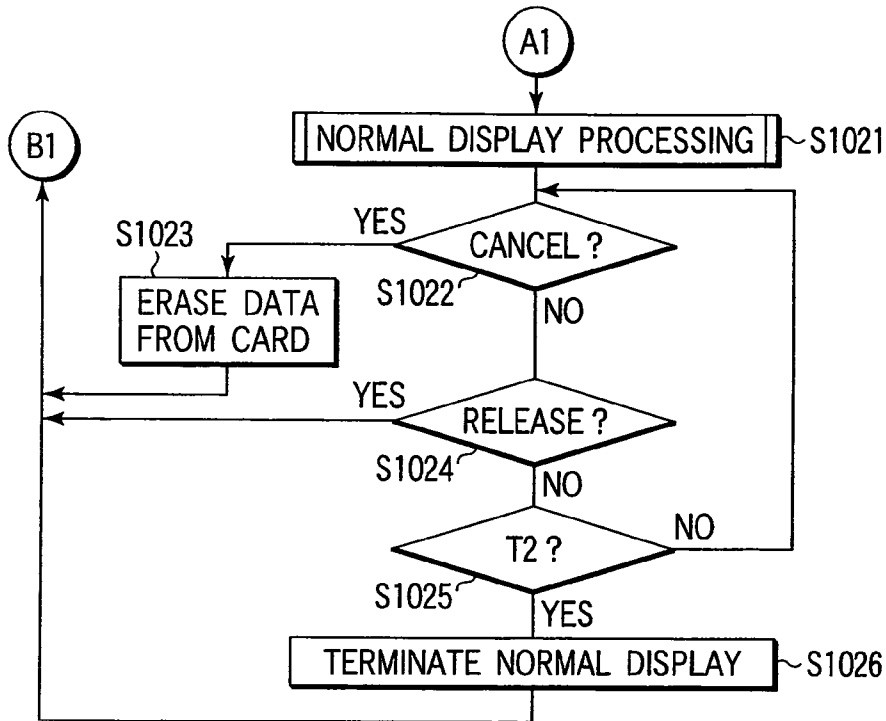 A1
NORMAL DISPLAY PROCESSING
S1021
B1
YES
CANCEL?
S1022
S1023
ERASE DATA
FROM CARD
NO
YES
RELEASE?
S1024
NO
T2?
NO
S1025
YES
TERMINATE NORMAL DISPLAY
S1026